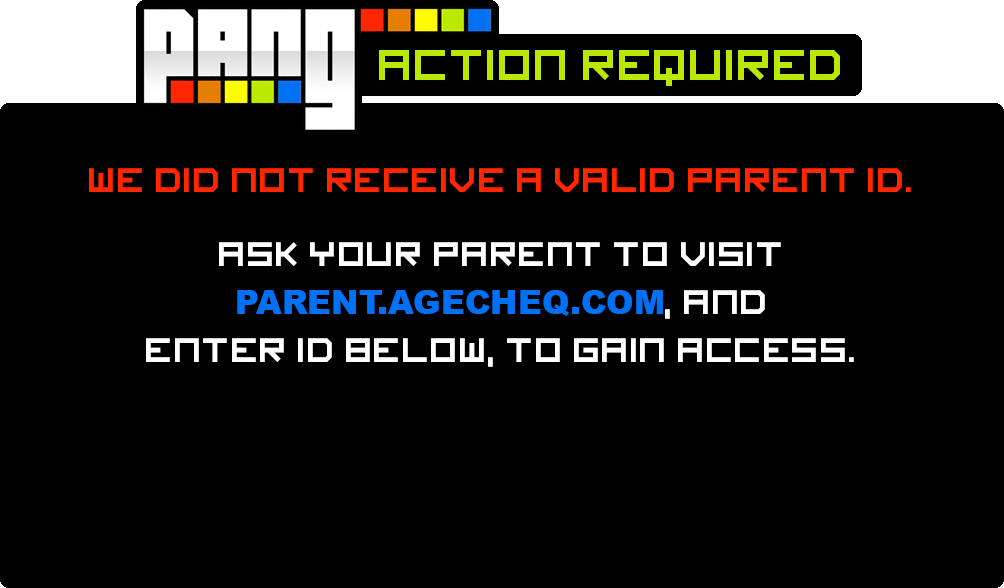 PANG
ACTION REQUIRED
WE DID NOT RECEIVE A VALID PARENT ID.
ASK YOUR PARENT TO VISIT
PARENT.AGECHEQ.COM, AND
ENTER ID BELOW, TO GAIN ACCESS.